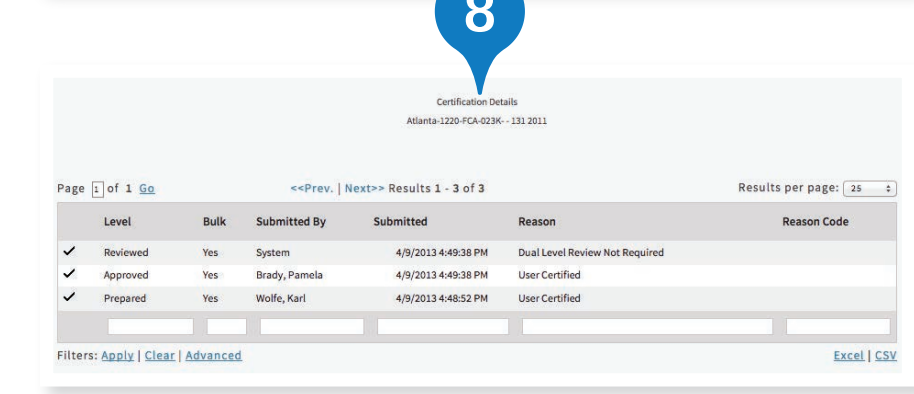 8
Certification Details
Atlanta-1220-FCA-023K- - 131 2011
Page 1 of 1 Go <<Prev. | Next>> Results 1 - 3 of 3 Results per page: 25
Level Bulk Submitted By Submitted Reason Reason Code
Reviewed Yes System 4/9/2013 4:49:38 PM Dual Level Review Not Required
Approved Yes Brady, Pamela 4/9/2013 4:49:38 PM User Certified
Prepared Yes Wolfe, Karl 4/9/2013 4:48:52 PM User Certified
Filters: Apply | Clear | Advanced Excel | CSV